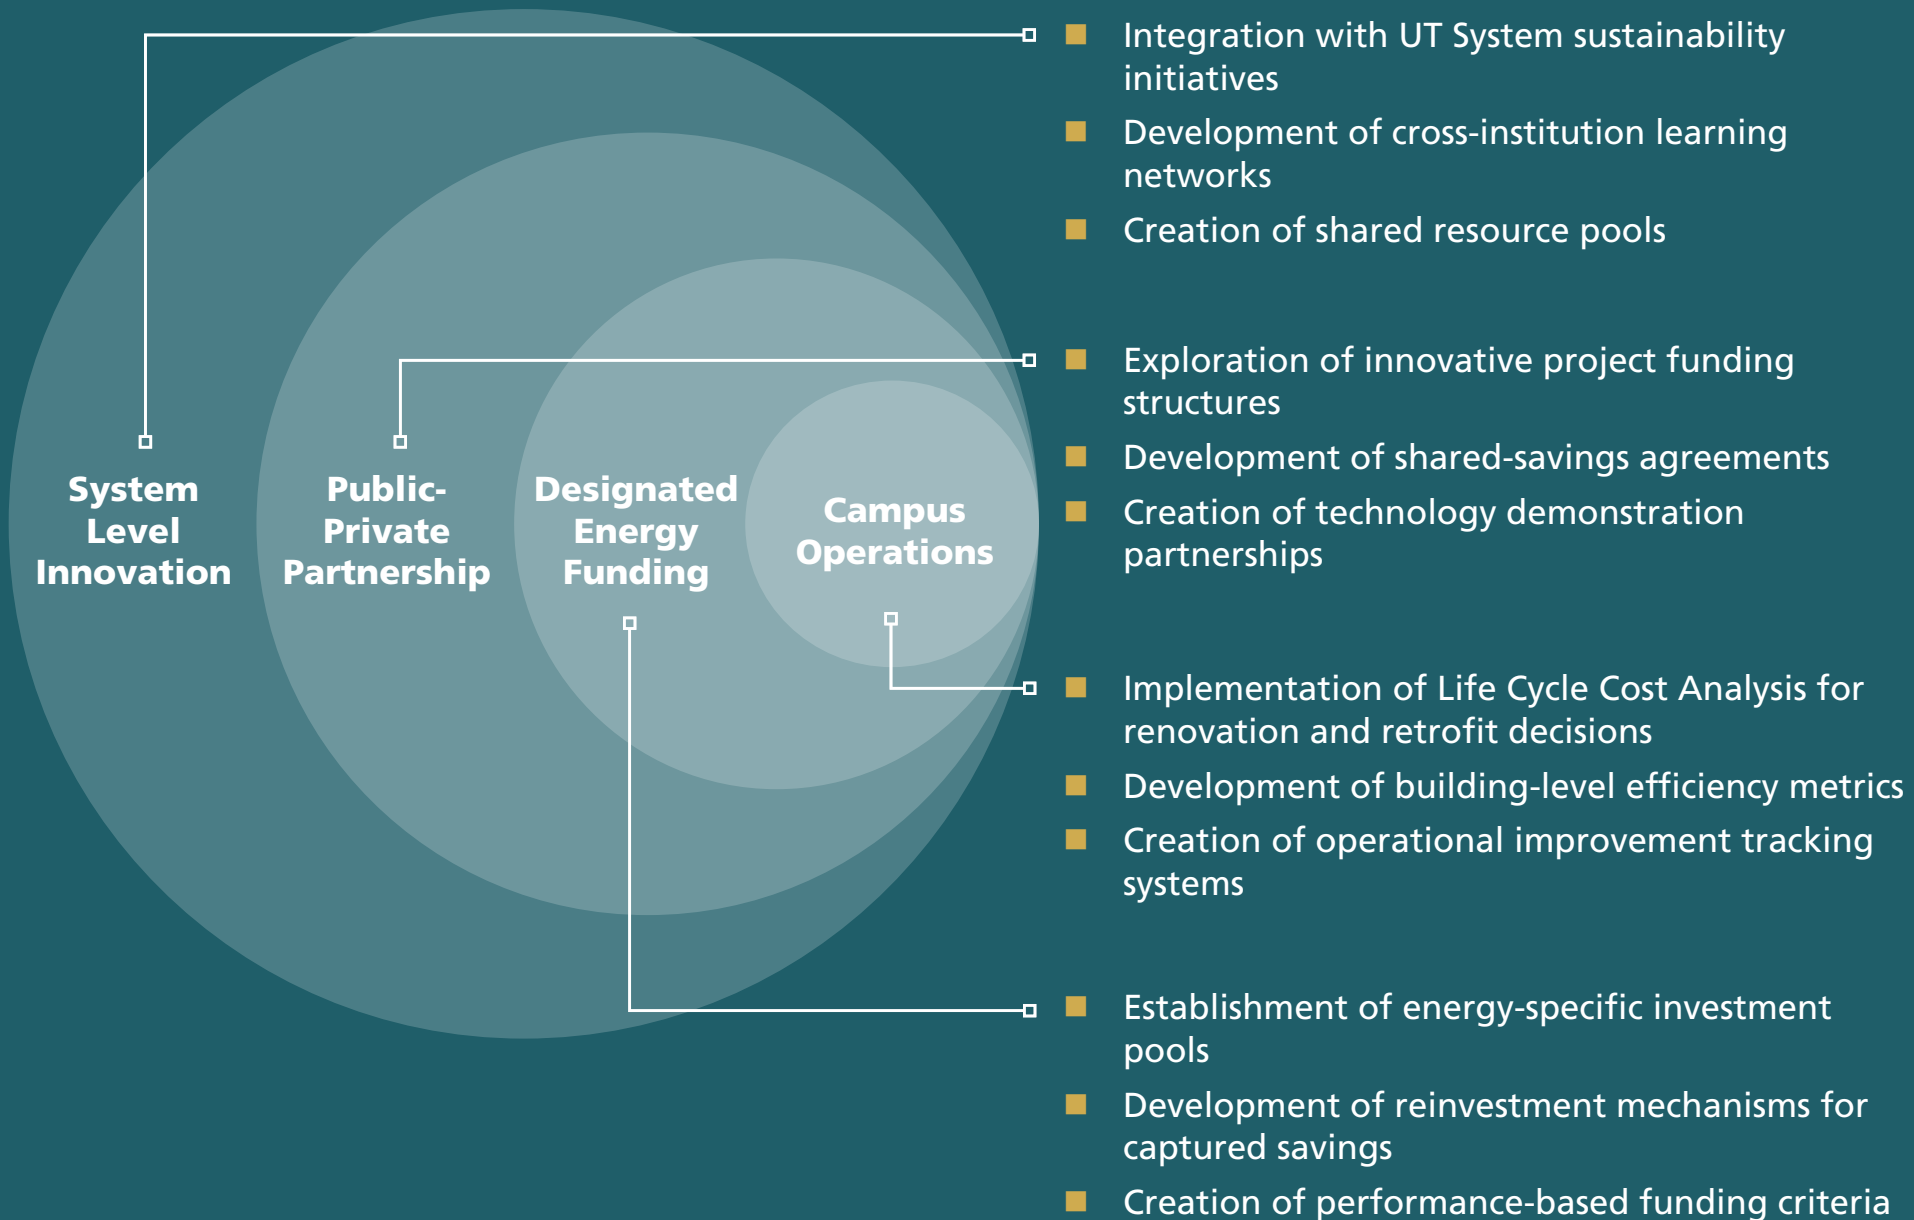 System
Level
Innovation
Public-
Private
Partnership
Designated
Energy
Funding
Campus
Operations
Integration with UT System sustainability
initiatives
Development of cross-institution learning
networks
Creation of shared resource pools
Exploration of innovative project funding
structures
Development of shared-savings agreements
Creation of technology demonstration
partnerships
Implementation of Life Cycle Cost Analysis for
renovation and retrofit decisions
Development of building-level efficiency metrics
Creation of operational improvement tracking
systems
Establishment of energy-specific investment
pools
Development of reinvestment mechanisms for
captured savings
Creation of performance-based funding criteria